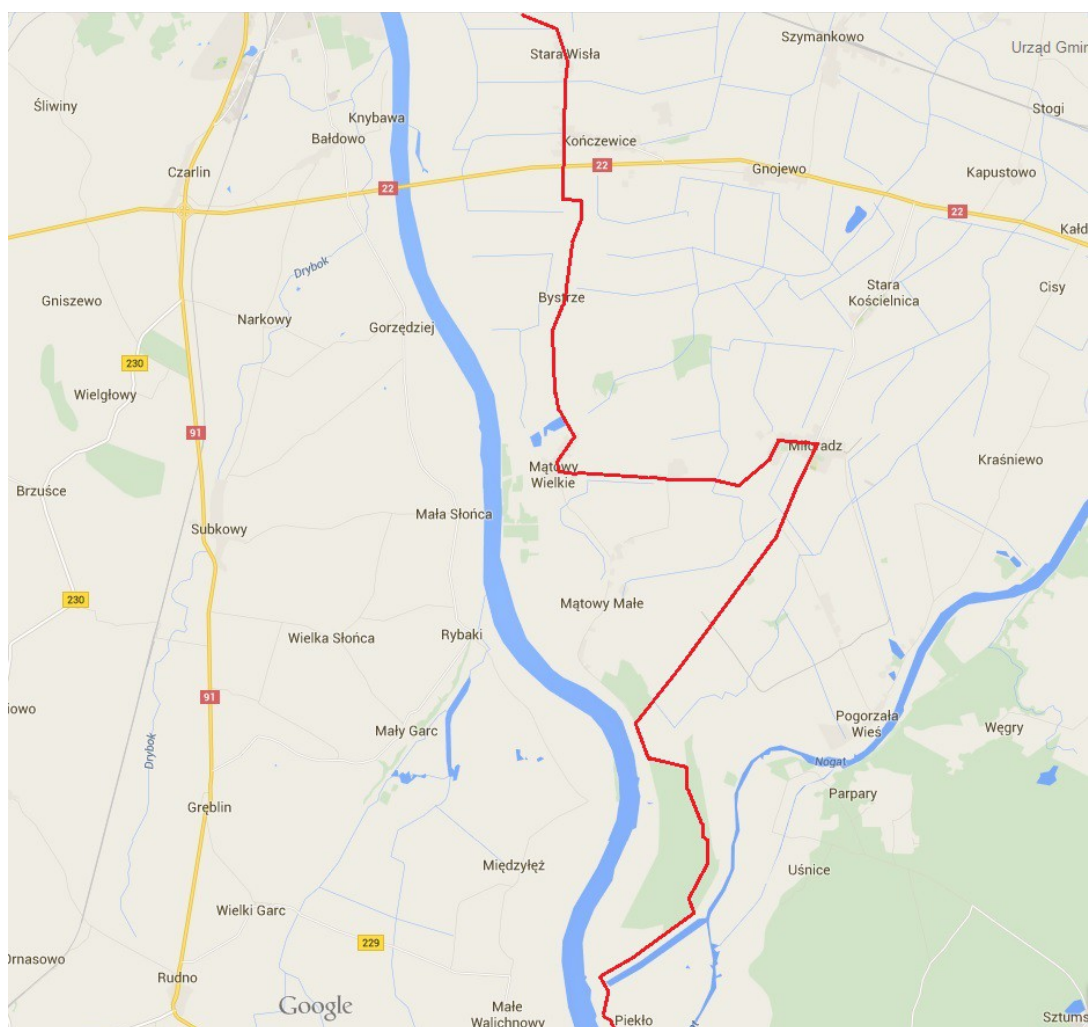 Stara Wisła
Szymankowo
Urząd Gmin
Śliwiny
Knybawa
Stogi
Bałdowo
Kończewice
Czarlin
22
Gnojewo
Kapustowo
22
22
Kałd
Drybok
Gniszewo
Bystrze
Stara
Kościelnica
Cisy
Narkowy
Gorzędziej
230
Wielgłowy
91
Miłoradz
Kraśniewo
Mątowy
Wielkie
Brzuśce
Mała Słońca
Subkowy
230
Mątowy Małe
Wielka Słońca
Rybaki
91
iowo
Pogorzała
Wieś
Węgry
Mały Garc
Drybok
Nogat
Parpary
Gręblin
Międzyłęż
Uśnice
Wielki Garc
229
Ornasowo
Rudno
Google
Małe
Walichnowy
Piekło
Sztums